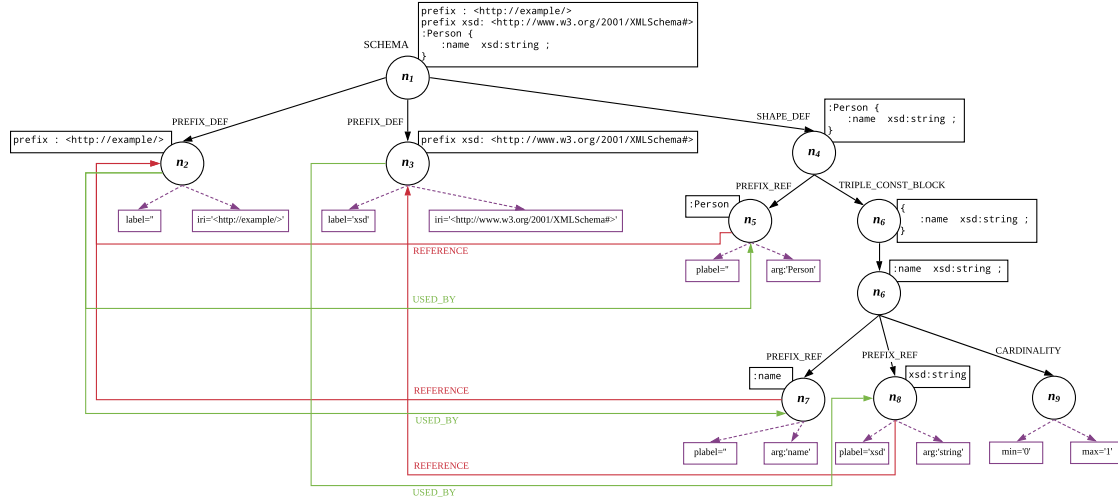 prefix : <http://example/>
prefix xsd: <http://www.w3.org/2001/XMLSchema#>
:Person {
:name xsd:string ;
}
SCHEMA
n1
PREFIX_DEF
PREFIX_DEF
SHAPE_DEF
:Person {
:name xsd:string ;
}
prefix : <http://example/>
n2
prefix xsd: <http://www.w3.org/2001/XMLSchema#>
n3
n4
PREFIX_REF
TRIPLE_CONST_BLOCK
label=''
iri='<http://example/>'
label='xsd'
iri='<http://www.w3.org/2001/XMLSchema#>'
:Person
n5
n6
{
:name xsd:string ;
}
REFERENCE
plabel=''
arg:'Person'
:name xsd:string ;
n6
USED_BY
PREFIX_REF
PREFIX_REF
CARDINALITY
:name
xsd:string
REFERENCE
n7
n8
n9
USED_BY
plabel=''
arg:'name'
plabel='xsd'
arg:'string'
min='0'
max='1'
REFERENCE
USED_BY